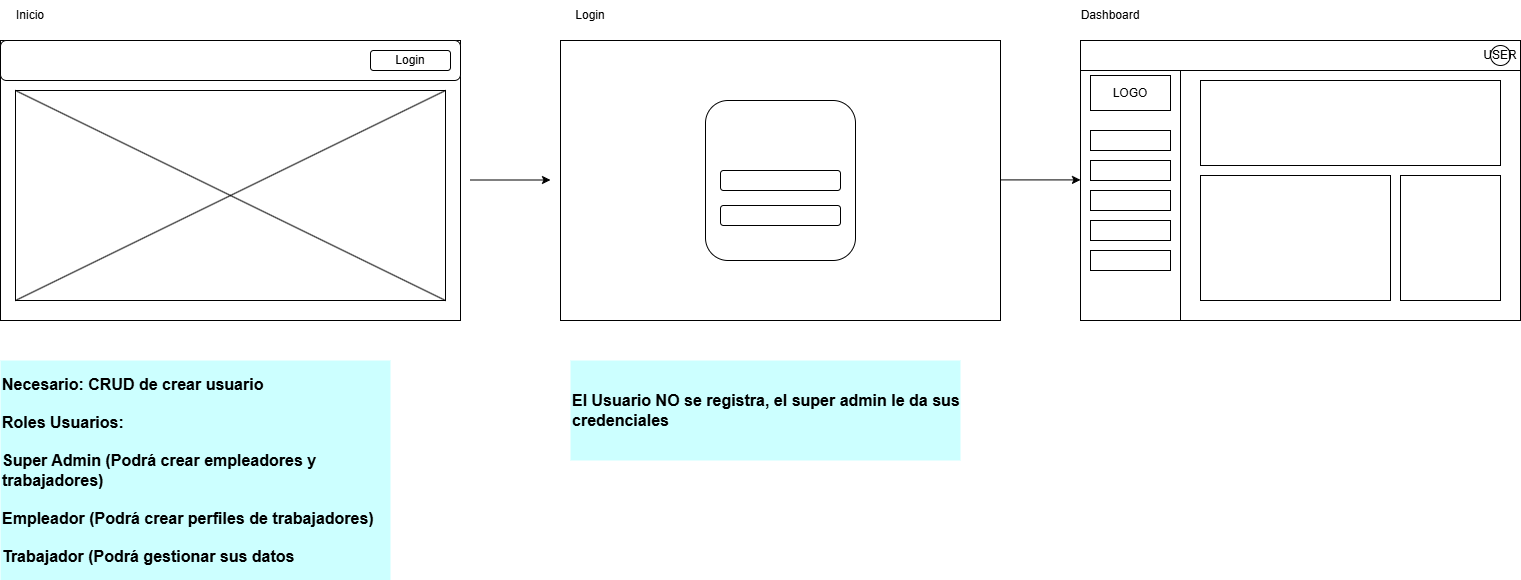 Inicio
Login
Dashboard
Login
USER
LOGO
Necesario: CRUD de crear usuario
Roles Usuarios:
Super Admin (Podrá crear empleadores y
trabajadores)
Empleador (Podrá crear perfiles de trabajadores)
Trabajador (Podrá gestionar sus datos
El Usuario NO se registra, el super admin le da sus
credenciales